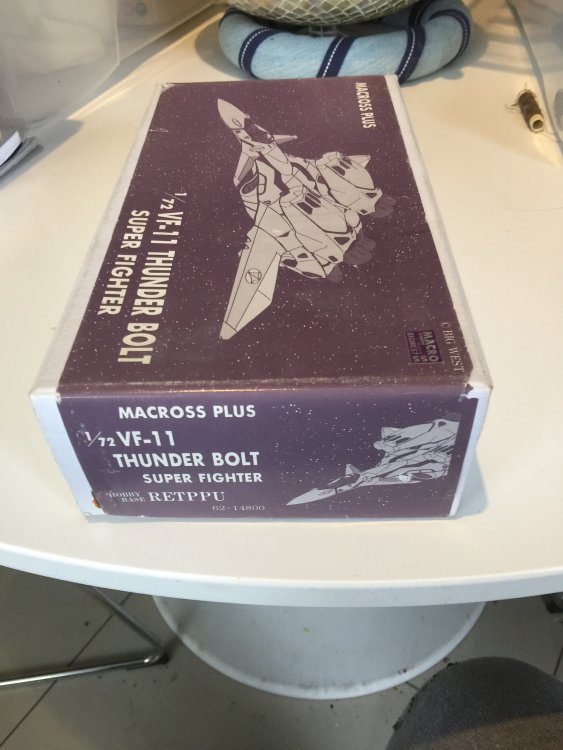 MACROSS PLUS
1/72 VF-11 THUNDER BOLT
SUPER FIGHTER
© BIG WEST
MACROSS PLUS
1/72 VF-11
THUNDER BOLT
SUPER FIGHTER
HOBBY BASE RETPPU
62-14800